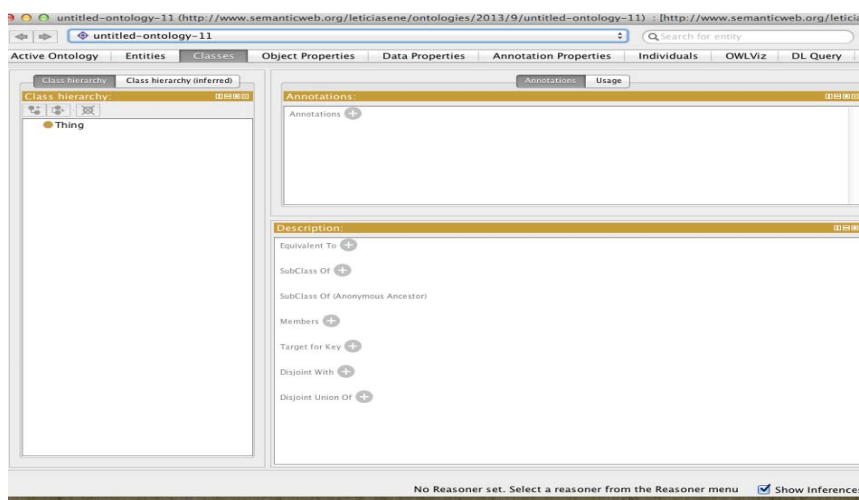 untitled-ontology-11 (http://www.semanticweb.org/leticiasene/ontologies/2013/9/untitled-ontology-11) : [http://www.semanticweb.org/leticia
untitled-ontology-11
Search for entity
Active Ontology Entities Classes Object Properties Data Properties Annotation Properties Individuals OWLViz DL Query
Class hierarchy Class hierarchy (inferred)
Annotations Usage
Class hierarchy:
Annotations:
Annotations
Thing
Description:
Equivalent To
SubClass Of
SubClass Of (Anonymous Ancestor)
Members
Target for Key
Disjoint With
Disjoint Union Of
No Reasoner set. Select a reasoner from the Reasoner menu Show Inference